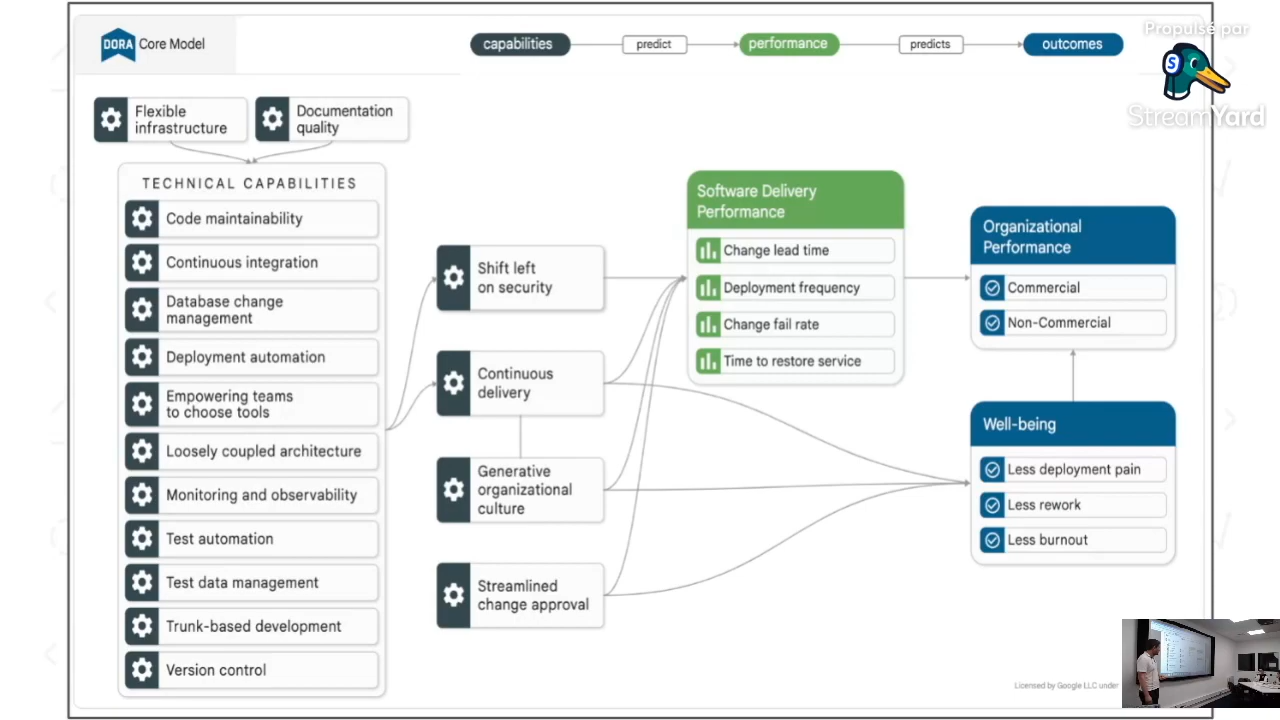 DORA Core Model
capabilities
predict
performance
predicts
outcomes
Propulsé par
StreamYard
Flexible
infrastructure
Documentation
quality
TECHNICAL CAPABILITIES
Code maintainability
Continuous integration
Database change
management
Deployment automation
Empowering teams
to choose tools
Loosely coupled architecture
Monitoring and observability
Test automation
Test data management
Trunk-based development
Version control
Shift left
on security
Continuous
delivery
Generative
organizational
culture
Streamlined
change approval
Software Delivery
Performance
Change lead time
Deployment frequency
Change fail rate
Time to restore service
Organizational
Performance
Commercial
Non-Commercial
Well-being
Less deployment pain
Less rework
Less burnout
Licensed by Google LLC under